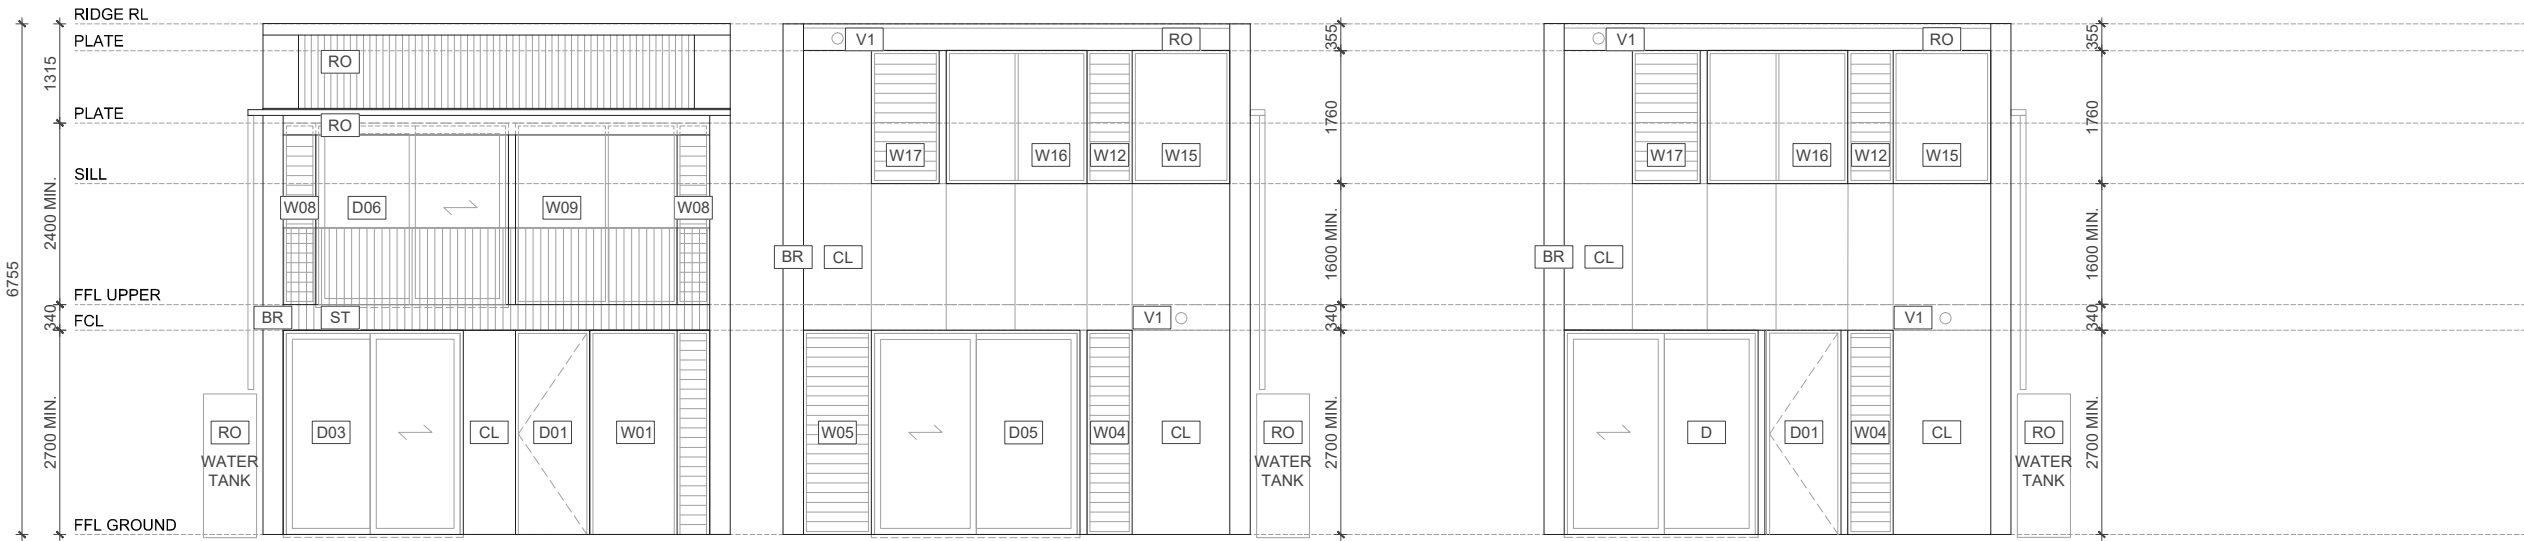 RIDGE RL
PLATE
PLATE
SILL
FFL UPPER
FCL
FFL GROUND
6755
1315
2400 MIN.
340
2700 MIN.
RO
RO
W08
D06
W09
W08
BR
ST
D03
CL
D01
W01
RO
WATER
TANK
V1
RO
W17
W16
W12
W15
BR
CL
V1
W05
D05
W04
CL
RO
WATER
TANK
355
1760
1600 MIN.
340
2700 MIN.
V1
RO
W17
W16
W12
W15
BR
CL
V1
D
D01
W04
CL
RO
WATER
TANK
355
1760
1600 MIN.
340
2700 MIN.